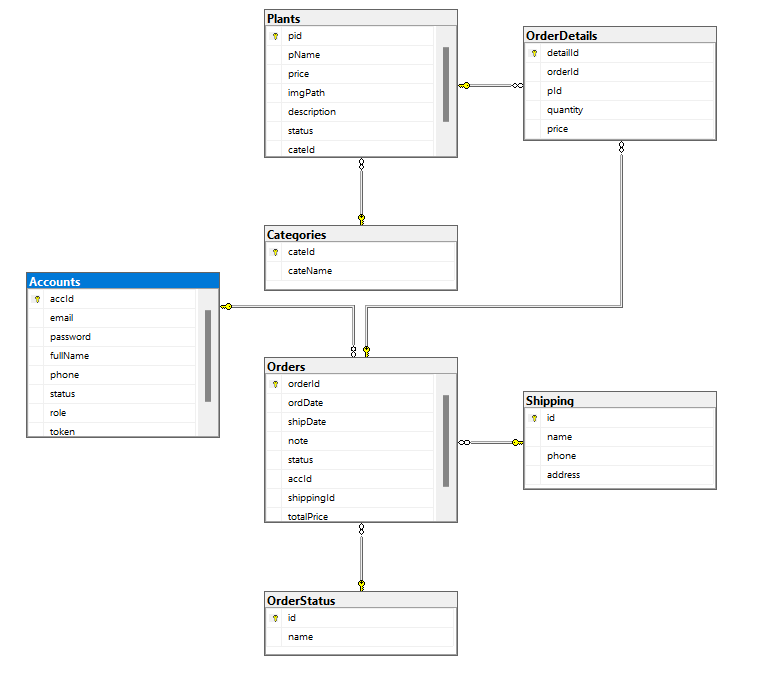 Plants
pid
pName
price
imgPath
description
status
cateId
OrderDetails
detailId
orderId
pId
quantity
price
Categories
cateId
cateName
Accounts
accId
email
password
fullName
phone
status
role
token
Orders
orderId
ordDate
shipDate
note
status
accId
shippingId
totalPrice
Shipping
id
name
phone
address
OrderStatus
id
name